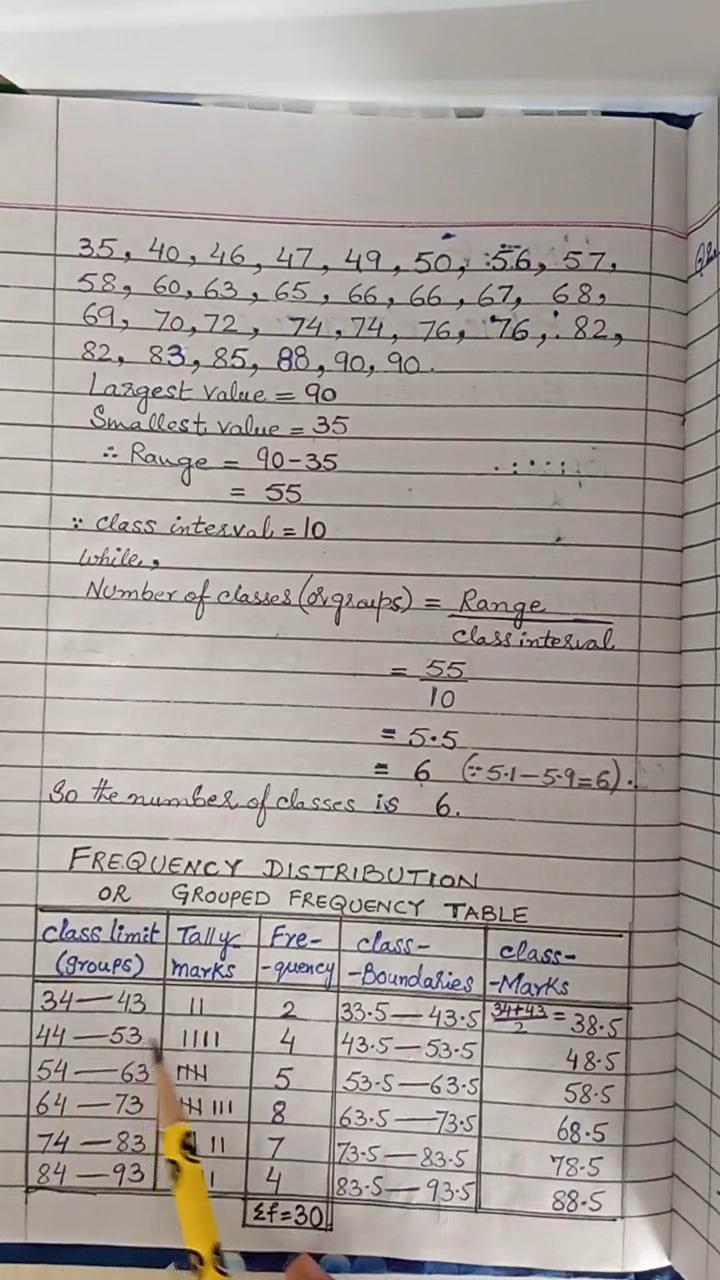 35, 40, 46, 47, 49, 50, 56, 57,
58, 60, 63, 65, 66, 66, 67, 68,
69, 70, 72, 74, 74, 76, 76, 82,
82, 83, 85, 88, 90, 90.
Largest value = 90
Smallest value = 35
∴ Range = 90-35
= 55
∵ class interval = 10
while,
Number of classes (or groups) = Range
class interval
= 55
10
= 5.5
= 6 (∵ 5.1-5.9=6).
So the number of classes is 6.
FREQUENCY DISTRIBUTION
OR GROUPED FREQUENCY TABLE
class limit (groups) Tally marks Fre-quency class-Boundaries class-Marks
34—43 || 2 33.5—43.5 34+43/2 = 38.5
44—53 |||| 4 43.5—53.5 48.5
54—63 5 53.5—63.5 58.5
64—73 ||| 8 63.5—73.5 68.5
74—83 || 7 73.5—83.5 78.5
84—93 4 83.5—93.5 88.5
Σf=30